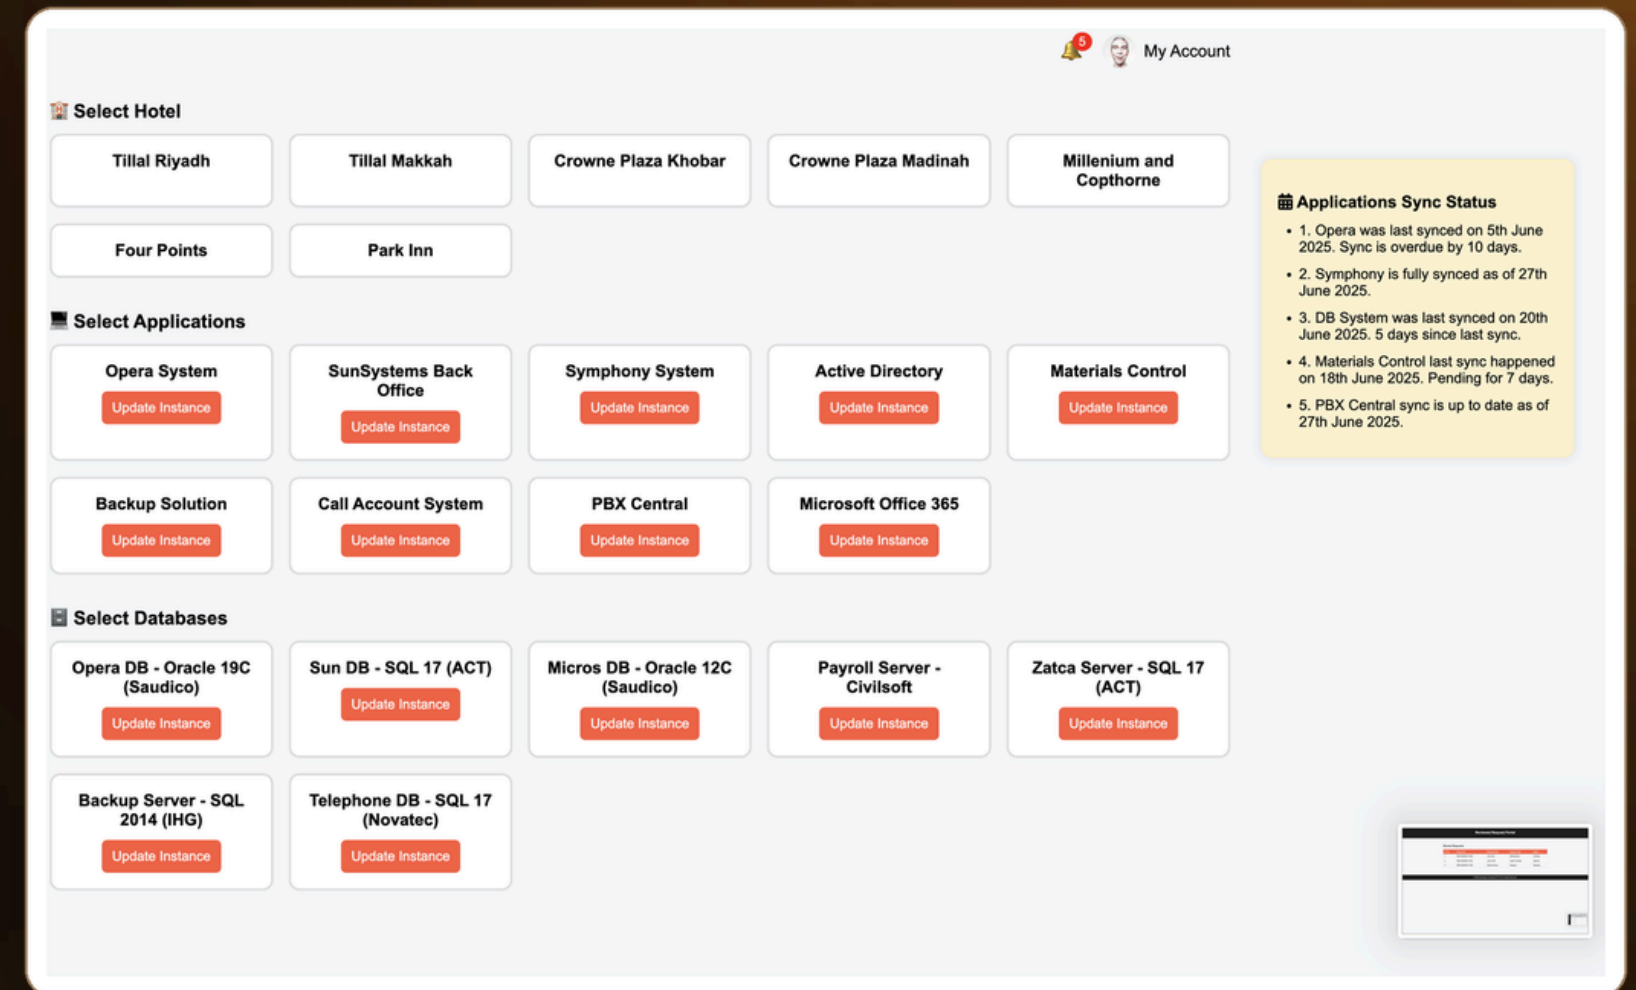 5
My Account
Select Hotel
Tillal Riyadh
Tillal Makkah
Crowne Plaza Khobar
Crowne Plaza Madinah
Millenium and
Copthorne
Four Points
Park Inn
Select Applications
Opera System
Update Instance
SunSystems Back
Office
Update Instance
Symphony System
Update Instance
Active Directory
Update Instance
Materials Control
Update Instance
Backup Solution
Update Instance
Call Account System
Update Instance
PBX Central
Update Instance
Microsoft Office 365
Update Instance
Select Databases
Opera DB - Oracle 19C
(Saudico)
Update Instance
Sun DB - SQL 17 (ACT)
Update Instance
Micros DB - Oracle 12C
(Saudico)
Update Instance
Payroll Server -
Civilsoft
Update Instance
Zatca Server - SQL 17
(ACT)
Update Instance
Backup Server - SQL
2014 (IHG)
Update Instance
Telephone DB - SQL 17
(Novatec)
Update Instance
Applications Sync Status
• 1. Opera was last synced on 5th June
2025. Sync is overdue by 10 days.
• 2. Symphony is fully synced as of 27th
June 2025.
• 3. DB System was last synced on 20th
June 2025. 5 days since last sync.
• 4. Materials Control last sync happened
on 18th June 2025. Pending for 7 days.
• 5. PBX Central sync is up to date as of
27th June 2025.